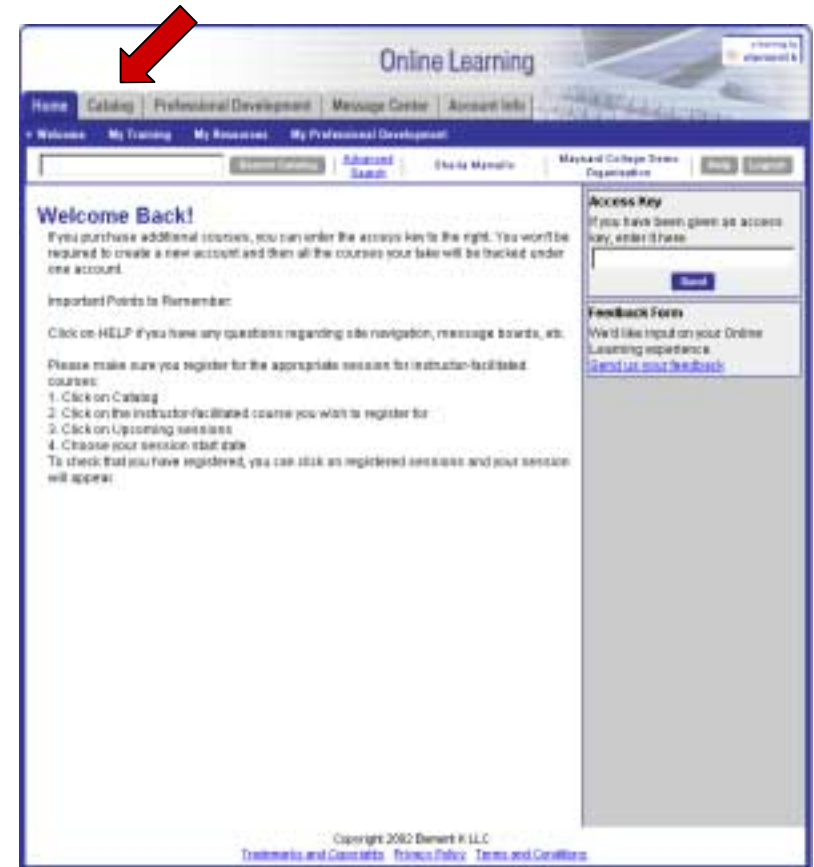 Online Learning
elementk
Home Catalog Professional Development Message Center Account Info
Welcome My Training My Resources My Professional Development
Search Catalog Advanced Search Sheila Maynard College Demo Organization Help Logout
Welcome Back!
If you purchase additional courses, you can enter the access key to the right. You won't be
required to create a new account and then all the courses your take will be tracked under
one account.
Important Points to Remember:
Click on HELP if you have any questions regarding site navigation, message boards, etc.
Please make sure you register for the appropriate session for instructor-facilitated
courses:
1. Click on Catalog
2. Click on the instructor-facilitated course you wish to register for
3. Click on Upcoming sessions
4. Choose your session start date
To check that you have registered, you can click on registered sessions and your session
will appear.
Access Key
If you have been given an access
key, enter it here.
Send
Feedback Form
We'd like input on your Online
Learning experience.
Send us your feedback
Copyright 2002 Element K LLC
Trademarks and Copyrights Privacy Policy Terms and Conditions